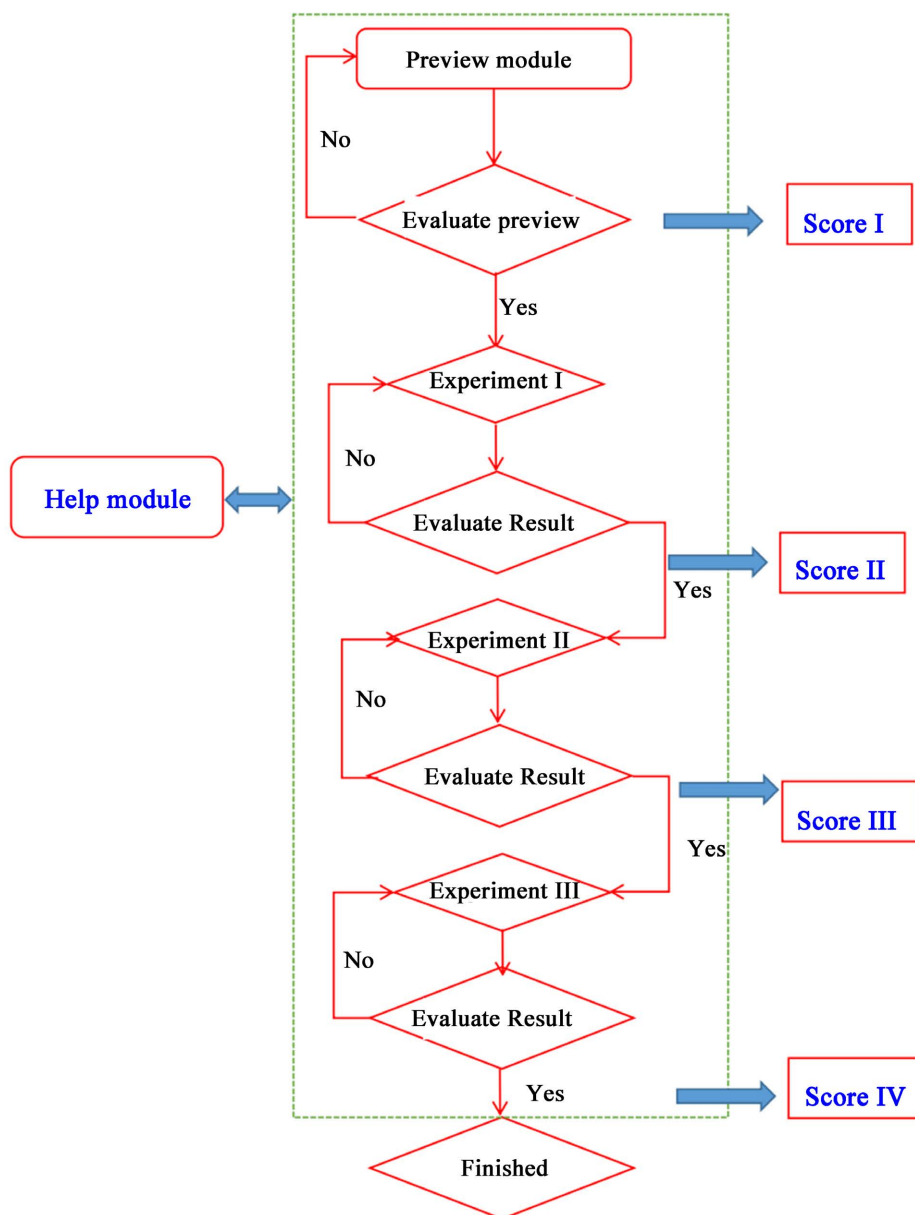 Preview module
No
Evaluate preview
Score I
Yes
Experiment I
No
Help module
Evaluate Result
Score II
Yes
Experiment II
No
Evaluate Result
Score III
Yes
Experiment III
No
Evaluate Result
Yes
Score IV
Finished